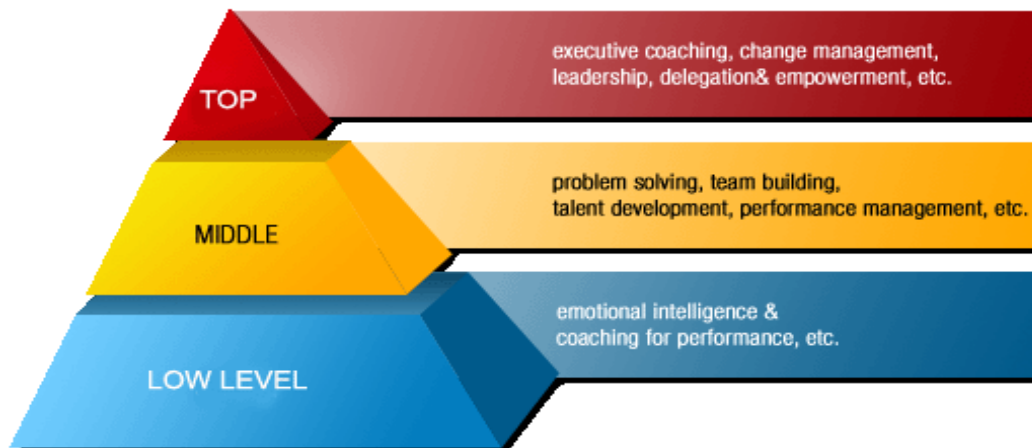 TOP
executive coaching, change management,
leadership, delegation& empowerment, etc.
MIDDLE
problem solving, team building,
talent development, performance management, etc.
LOW LEVEL
emotional intelligence &
coaching for performance, etc.